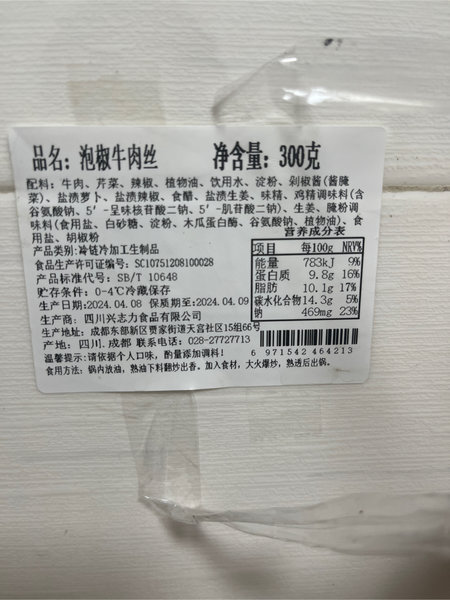 品名：泡椒牛肉丝 净含量：300克
配料：牛肉、芹菜、辣椒、植物油、饮用水、淀粉、剁椒酱(酱腌
菜)、盐渍萝卜、盐渍辣椒、食醋、盐渍生姜、味精、鸡精调味料(含
谷氨酸钠、5'-呈味核苷酸二钠、5'-肌苷酸二钠)、生姜、腌粉调
味料(食用盐、白砂糖、淀粉、木瓜蛋白酶、谷氨酸钠、植物油)、食
用盐、胡椒粉
营养成分表
项目 每100g NRV%
能量 783kJ 9%
蛋白质 9.8g 16%
脂肪 10.1g 17%
碳水化合物 14.3g 5%
钠 469mg 23%
产品类别：冷链冷加工生制品
食品生产许可证编号：SC10751208100028
产品标准代号：SB/T 10648
贮存条件：0-4℃冷藏保存
生产日期：2024.04.08 保质期至：2024.04.09
生产商：四川兴志力食品有限公司
生产地址：成都东部新区贾家街道天宫社区15组66号
产地：四川.成都 联系电话：028-27727713
温馨提示：请依据个人口味，酌量添加调料！
6 971542 464213
食用方法：锅内放油，熟油下料翻炒出香。加入食材，大火爆炒，熟透后出锅。